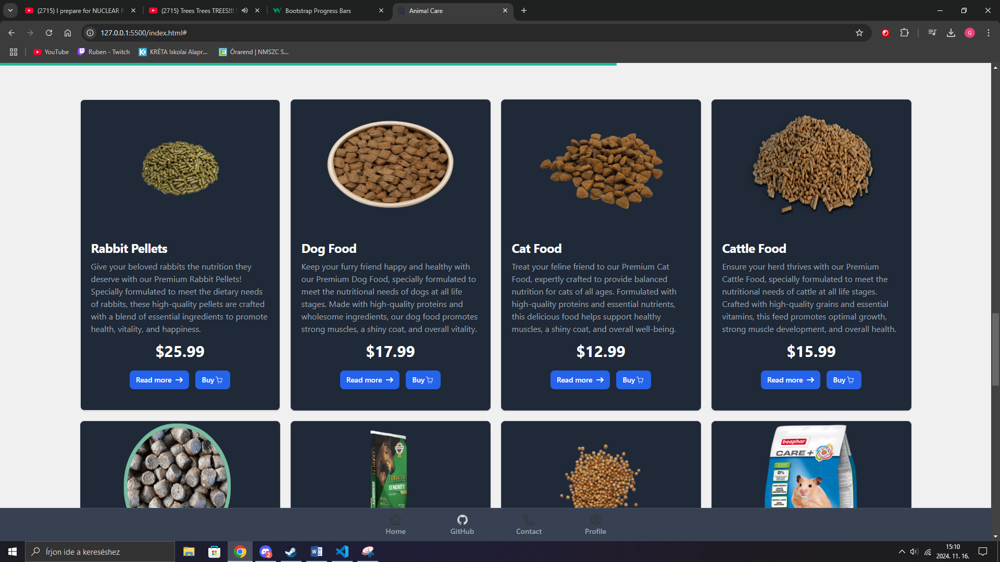 (2715) I prepare for NUCLEAR P
(2715) Trees Trees TREES!!! S
Bootstrap Progress Bars
Animal Care
127.0.0.1:5500/index.html#
G
YouTube
Ruben - Twitch
KRÉTA Iskolai Alapr...
Órarend | NMSZC S...
Rabbit Pellets
Give your beloved rabbits the nutrition they
deserve with our Premium Rabbit Pellets!
Specially formulated to meet the dietary needs
of rabbits, these high-quality pellets are crafted
with a blend of essential ingredients to promote
health, vitality, and happiness.
$25.99
Read more
Buy
Dog Food
Keep your furry friend happy and healthy with
our Premium Dog Food, specially formulated to
meet the nutritional needs of dogs at all life
stages. Made with high-quality proteins and
wholesome ingredients, our dog food promotes
strong muscles, a shiny coat, and overall vitality.
$17.99
Read more
Buy
Cat Food
Treat your feline friend to our Premium Cat
Food, expertly crafted to provide balanced
nutrition for cats of all ages. Formulated with
high-quality proteins and essential nutrients,
this delicious food helps support healthy
muscles, a shiny coat, and overall well-being.
$12.99
Read more
Buy
Cattle Food
Ensure your herd thrives with our Premium
Cattle Food, specially formulated to meet the
nutritional needs of cattle at all life stages.
Crafted with high-quality grains and essential
vitamins, this feed promotes optimal growth,
strong muscle development, and overall health.
$15.99
Read more
Buy
TRIBUTE
SENIORITY
SENIORITY
beaphar
CARE+
0%
Home
GitHub
Contact
Profile
Írjon ide a kereséshez
2
15:10
2024. 11. 16.